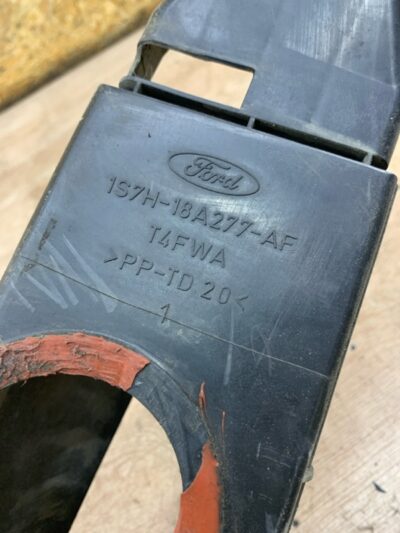 Ford
1S7H-18A277-AF
T4FWA
>PP-TD 20<
1